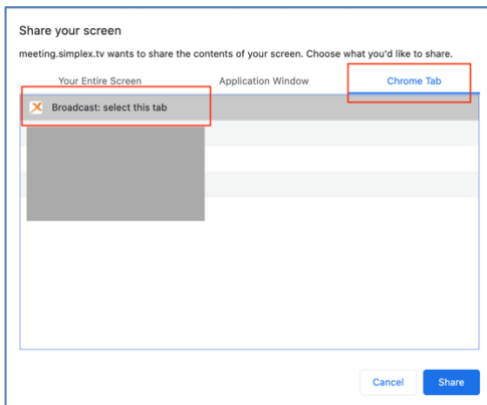 Share your screen
meeting.simplex.tv wants to share the contents of your screen. Choose what you'd like to share.
Your Entire Screen Application Window Chrome Tab
Broadcast: select this tab
Cancel Share